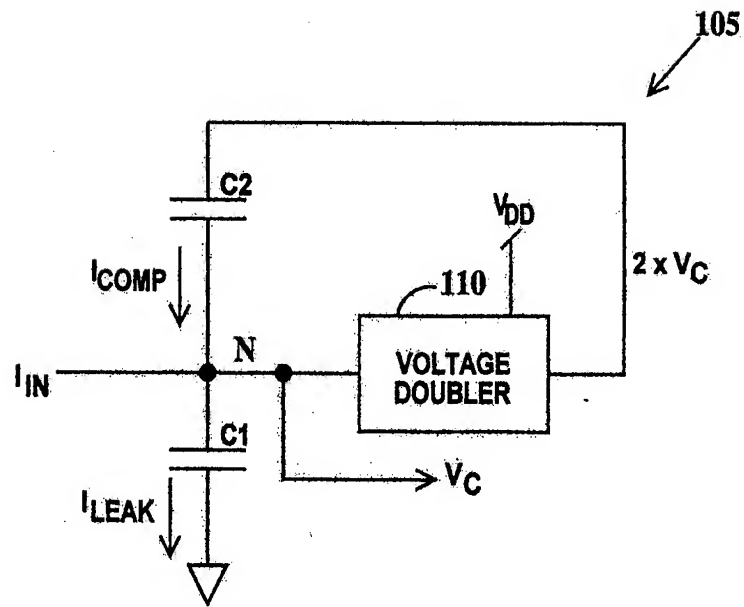 105
C2
V_DD
I_COMP
110
2 x V_C
N
VOLTAGE
DOUBLER
I_IN
C1
V_C
I_LEAK